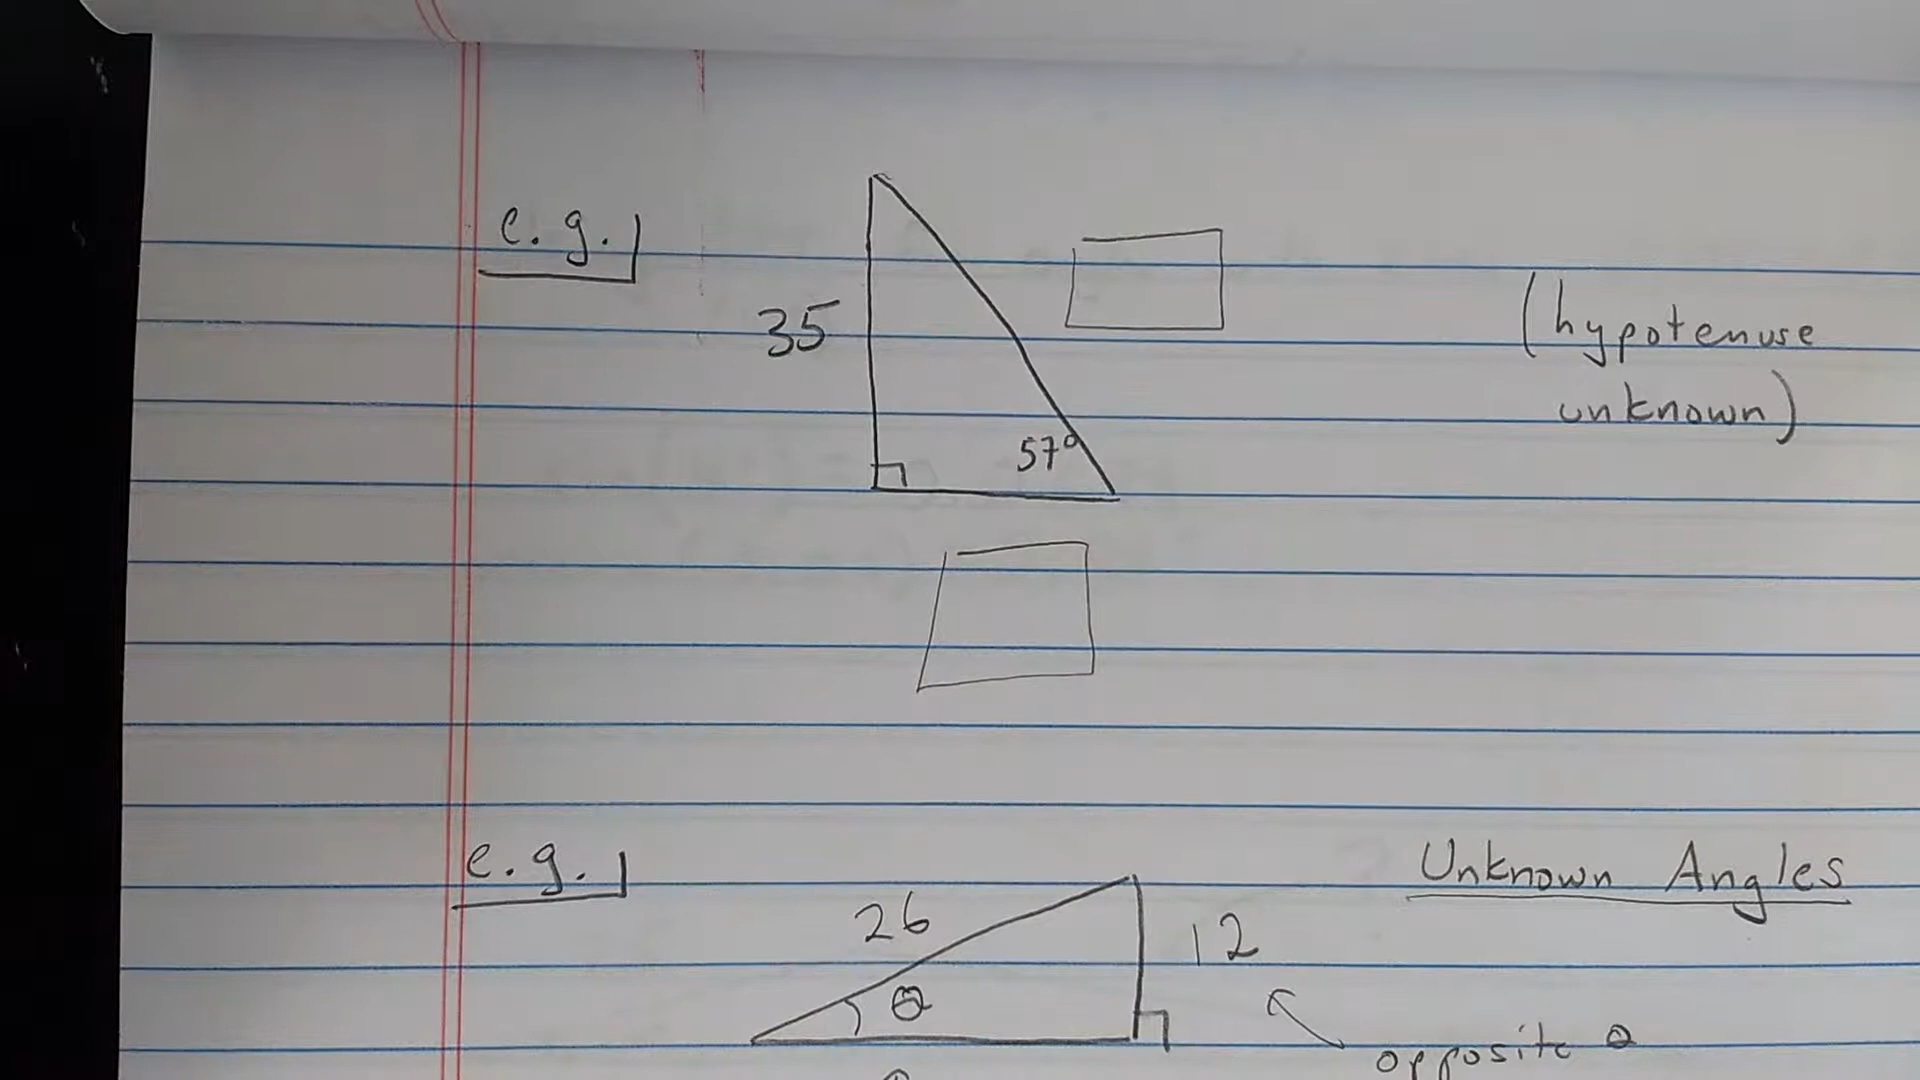 e.g.
35
57°
(hypotenuse
unknown)
e.g.
Unknown Angles
26
12
θ
opposite θ